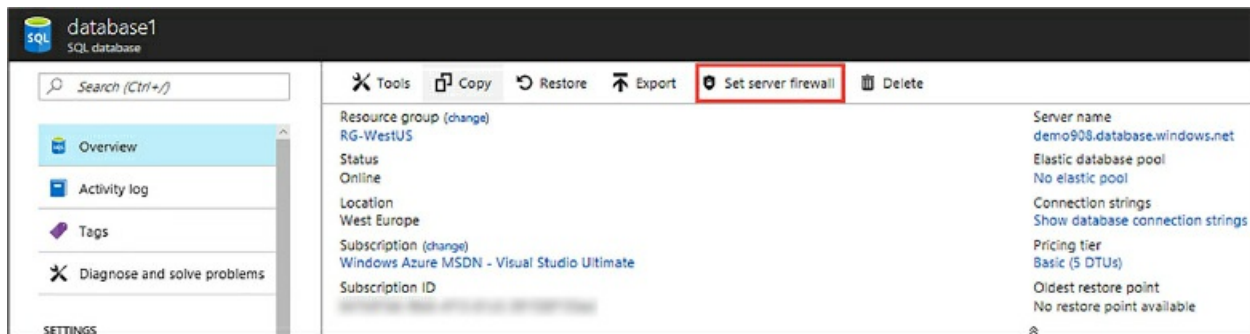 SQL
database1
SQL database
Search (Ctrl+/)
Overview
Activity log
Tags
Diagnose and solve problems
SETTINGS
Tools Copy Restore Export Set server firewall Delete
Resource group (change)
RG-WestUS
Status
Online
Location
West Europe
Subscription (change)
Windows Azure MSDN - Visual Studio Ultimate
Subscription ID
Server name
demo908.database.windows.net
Elastic database pool
No elastic pool
Connection strings
Show database connection strings
Pricing tier
Basic (5 DTUs)
Oldest restore point
No restore point available